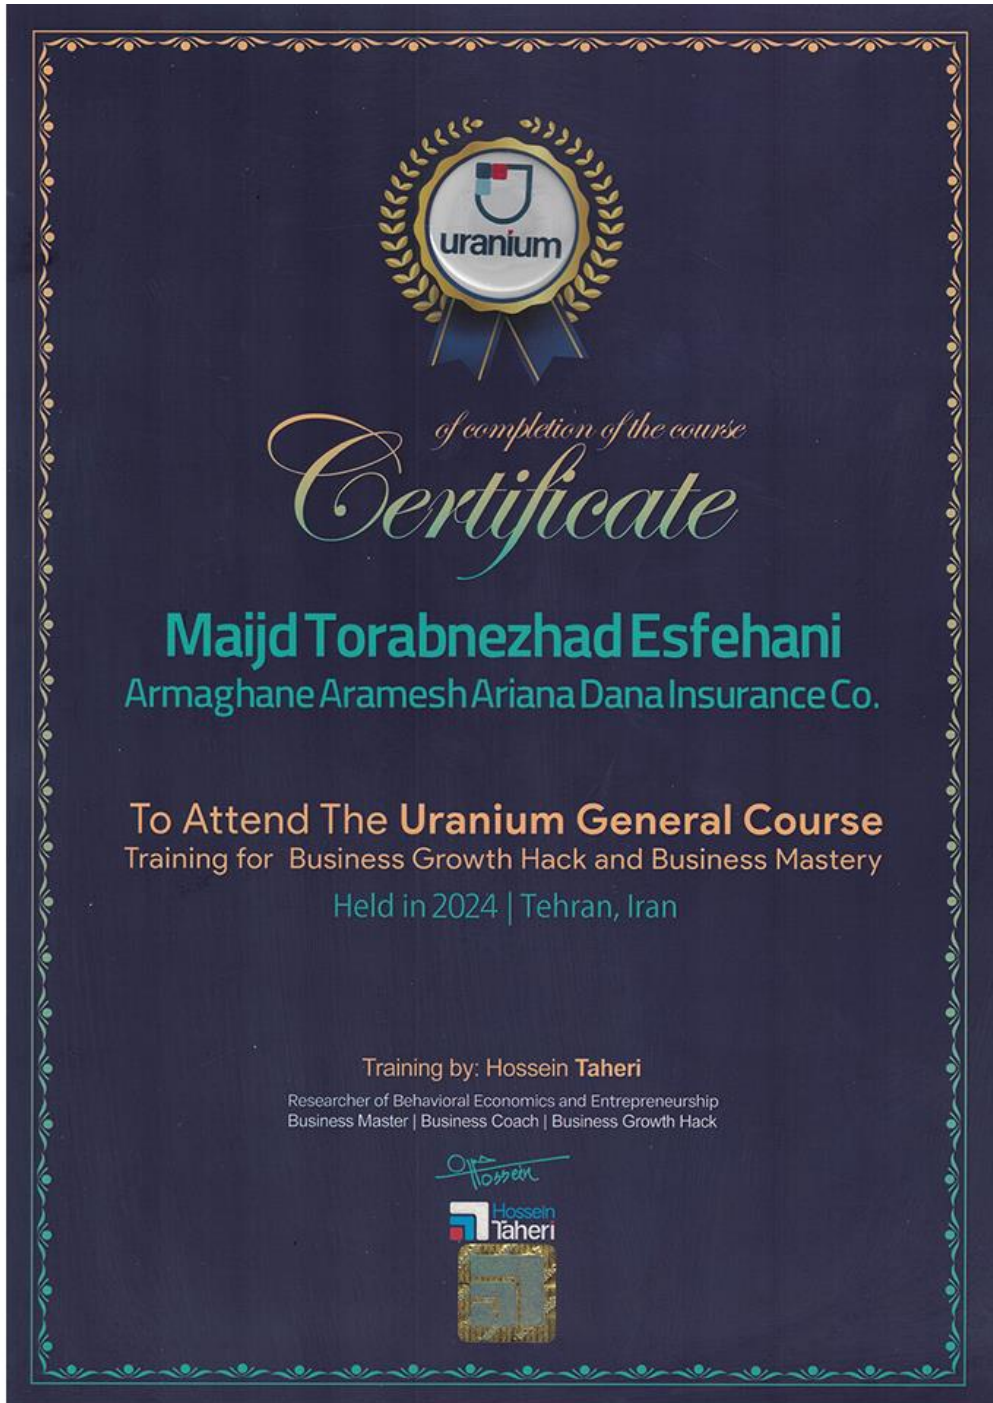 uranium
of completion of the course
Certificate
Maijd Torabnezhad Esfehani
Armaghane Aramesh Ariana Dana Insurance Co.
To Attend The Uranium General Course
Training for Business Growth Hack and Business Mastery
Held in 2024 | Tehran, Iran
Training by: Hossein Taheri
Researcher of Behavioral Economics and Entrepreneurship
Business Master | Business Coach | Business Growth Hack
Hossein
Hossein
Taheri